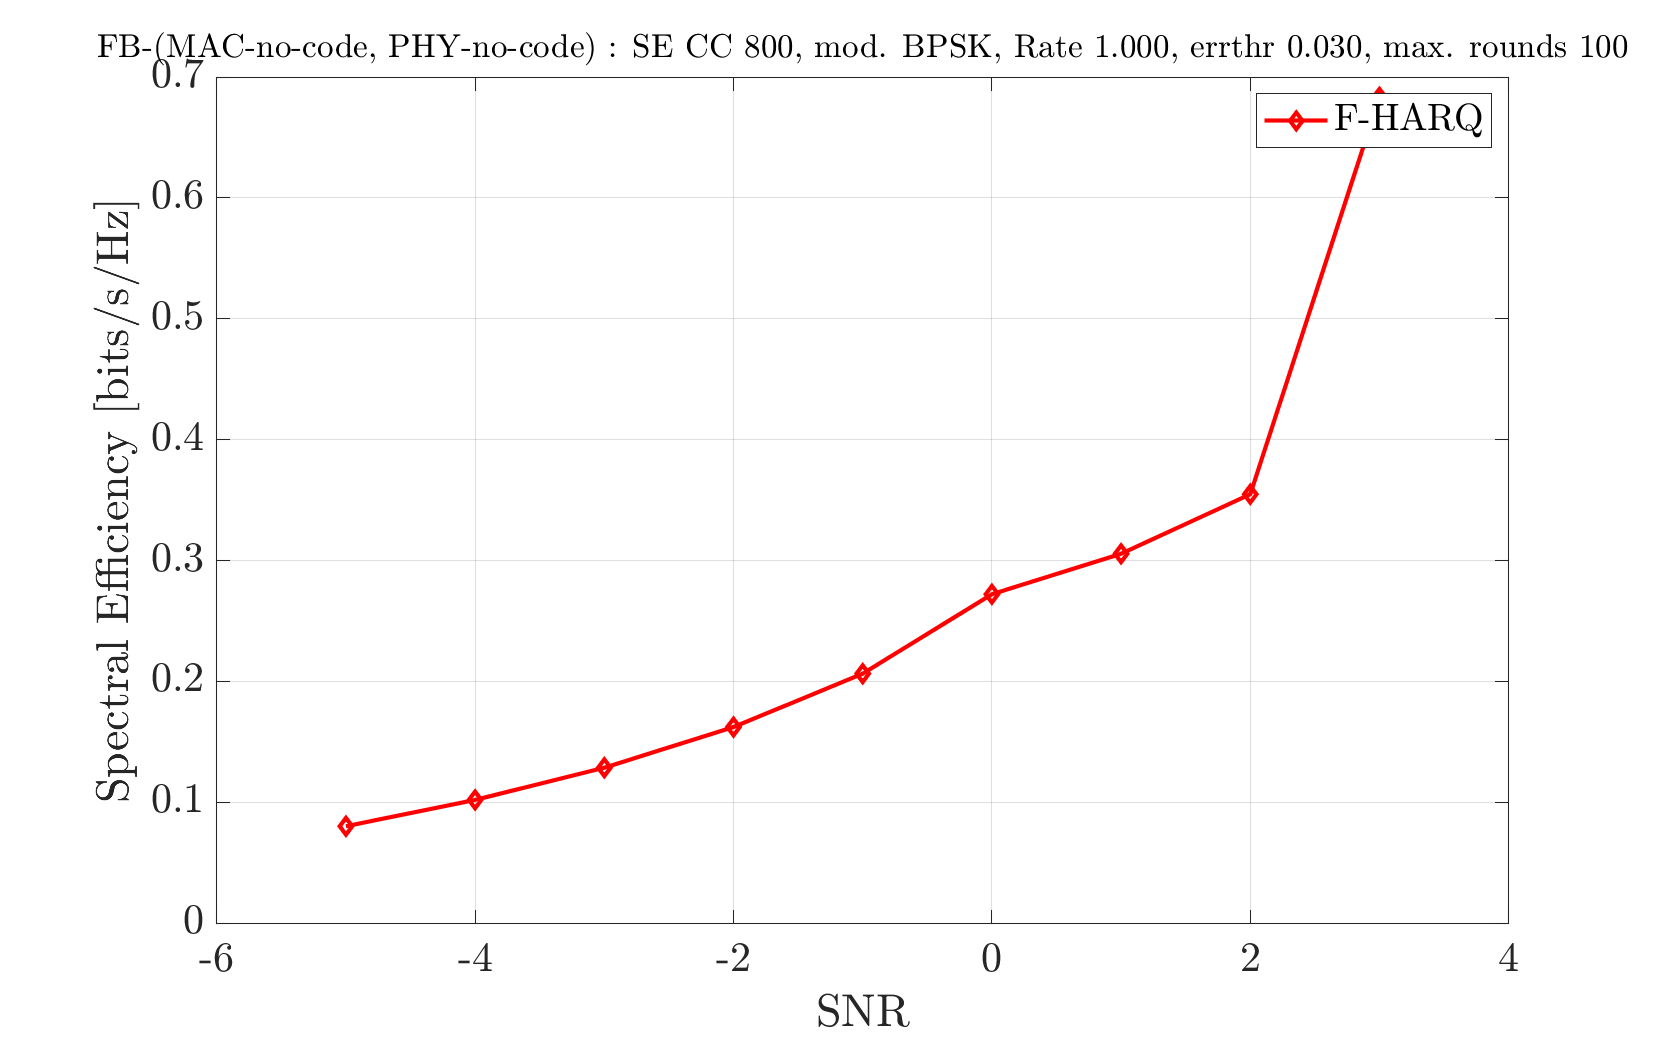 FB-(MAC-no-code, PHY-no-code) : SE CC 800, mod. BPSK, Rate 1.000, errthr 0.030, max. rounds 100
F-HARQ
Spectral Efficiency [bits/s/Hz]
0.7
0.6
0.5
0.4
0.3
0.2
0.1
0
-6 -4 -2 0 2 4
SNR